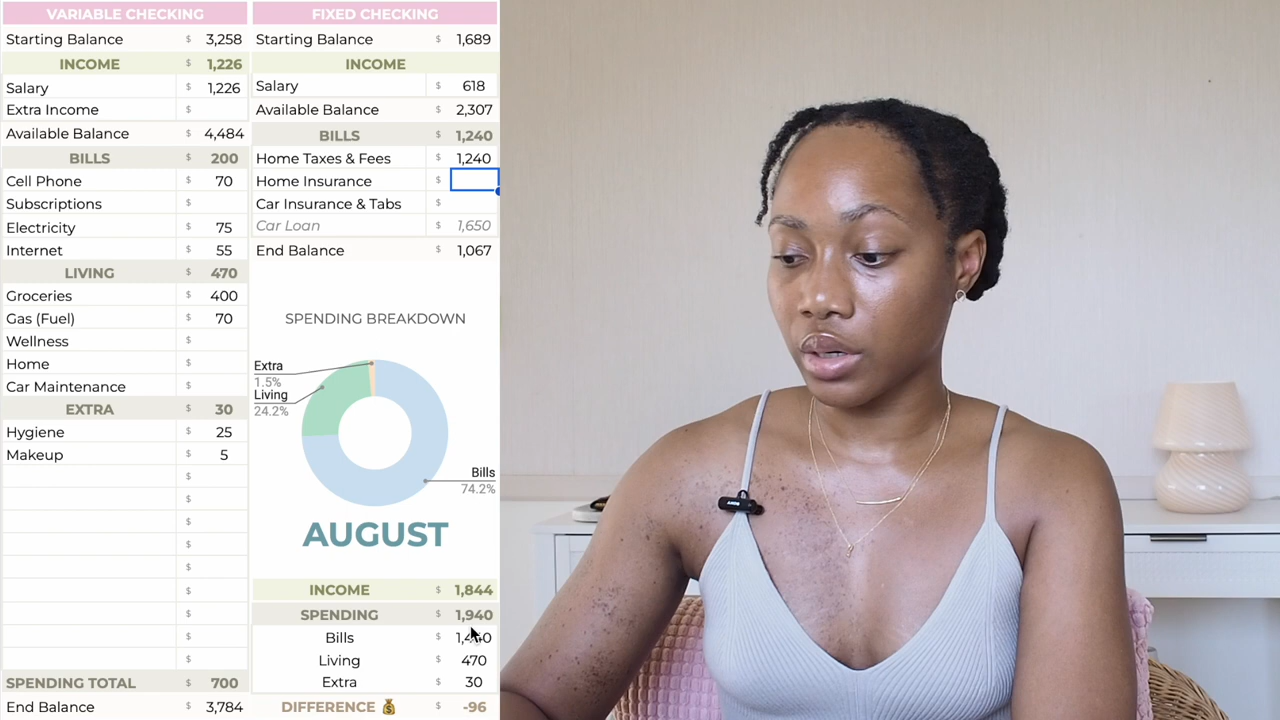 VARIABLE CHECKING
Starting Balance $ 3,258
INCOME $ 1,226
Salary $ 1,226
Extra Income $
Available Balance $ 4,484
BILLS $ 200
Cell Phone $ 70
Subscriptions $
Electricity $ 75
Internet $ 55
LIVING $ 470
Groceries $ 400
Gas (Fuel) $ 70
Wellness $
Home $
Car Maintenance $
EXTRA $ 30
Hygiene $ 25
Makeup $ 5
$
$
$
$
$
$
$
$
$
SPENDING TOTAL $ 700
End Balance $ 3,784
FIXED CHECKING
Starting Balance $ 1,689
INCOME
Salary $ 618
Available Balance $ 2,307
BILLS $ 1,240
Home Taxes & Fees $ 1,240
Home Insurance $
Car Insurance & Tabs $
Car Loan $ 1,650
End Balance $ 1,067
SPENDING BREAKDOWN
Extra
1.5%
Living
24.2%
Bills
74.2%
AUGUST
INCOME $ 1,844
SPENDING $ 1,940
Bills $
Living 470
Extra $ 30
DIFFERENCE 💰 $ -96
SONY